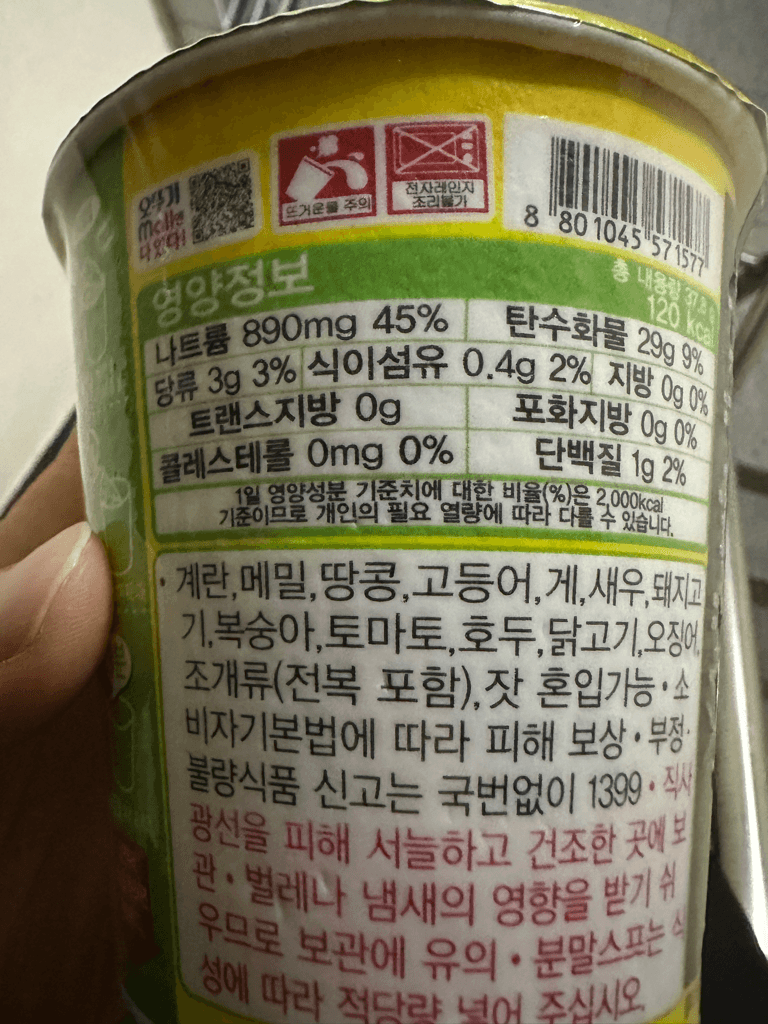 오뚜기
다있다!
뜨거운물 주의
전자레인지
조리불가
8 801045 571577
영양정보
총 내용량 37.8 g
120 kcal
나트륨 890mg 45% 탄수화물 29g 9%
당류 3g 3% 식이섬유 0.4g 2% 지방 0g 0%
트랜스지방 0g 포화지방 0g 0%
콜레스테롤 0mg 0% 단백질 1g 2%
1일 영양성분 기준치에 대한 비율(%)은 2,000kcal
기준이므로 개인의 필요 열량에 따라 다를 수 있습니다.
• 계란,메밀,땅콩,고등어,게,새우,돼지고
기,복숭아,토마토,호두,닭고기,오징어,
조개류(전복 포함),잣 혼입가능•소
비자기본법에 따라 피해 보상•부정·
불량식품 신고는 국번없이 1399•직사
광선을 피해 서늘하고 건조한 곳에 보
관•벌레나 냄새의 영향을 받기 쉬
우므로 보관에 유의•분말스프는 식
성에 따라 적당량 넣어 주십시오.